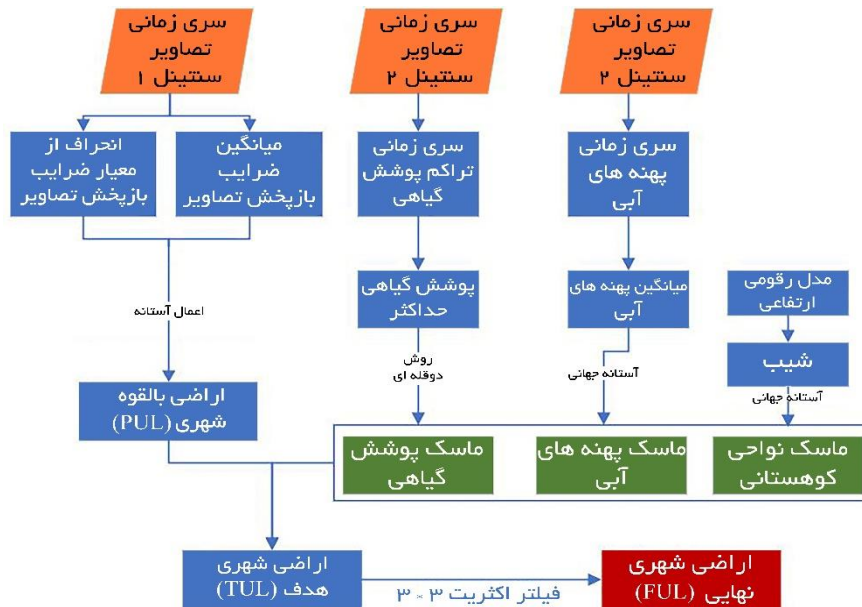 سری زمانی
تصاویر
سنتینل ۱
سری زمانی
تصاویر
سنتینل ۲
سری زمانی
تصاویر
سنتینل ۲
انحراف از
معیار ضرایب
بازپخش تصاویر
میانگین
ضرایب
بازپخش تصاویر
سری زمانی
تراکم پوشش
گیاهی
سری زمانی
پهنه های
آبی
پوشش گیاهی
حداکثر
میانگین پهنه های
آبی
مدل رقومی
ارتفاعی
اعمال آستانه
روش
دوقله ای
آستانه جهانی
شیب
آستانه جهانی
اراضی بالقوه
شهری (PUL)
ماسک پوشش
گیاهی
ماسک پهنه های
آبی
ماسک نواحی
کوهستانی
اراضی شهری
هدف (TUL)
فیلتر اکثریت ۳ * ۳
اراضی شهری
نهایی (FUL)